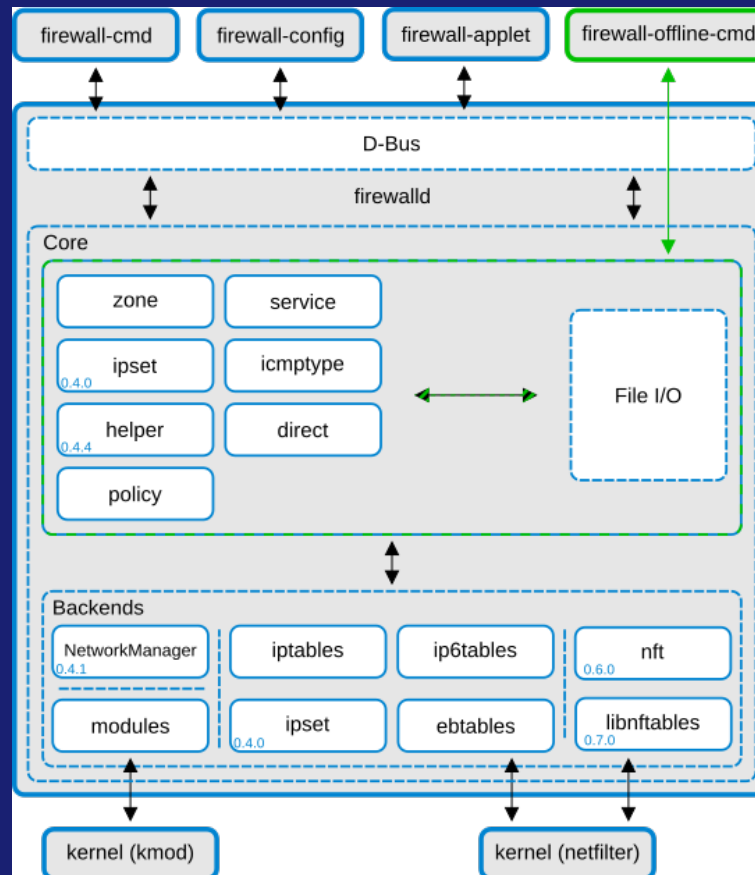 firewall-cmd
firewall-config
firewall-applet
firewall-offline-cmd
D-Bus
firewalld
Core
zone
service
ipset
0.4.0
icmptype
helper
0.4.4
direct
policy
File I/O
Backends
NetworkManager
0.4.1
iptables
ip6tables
nft
0.6.0
modules
ipset
0.4.0
ebtables
libnftables
0.7.0
kernel (kmod)
kernel (netfilter)